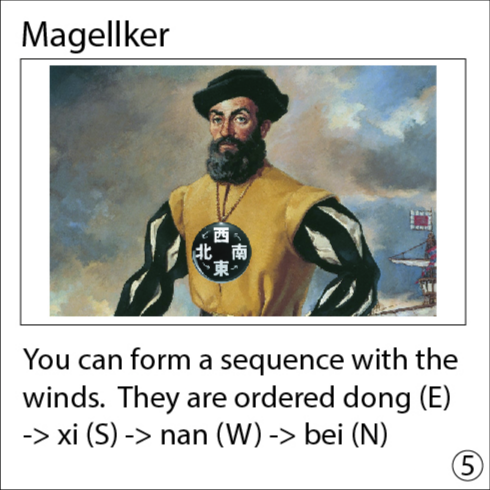 Magellker
西
北 南
東
You can form a sequence with the
winds. They are ordered dong (E)
-> xi (S) -> nan (W) -> bei (N)
5